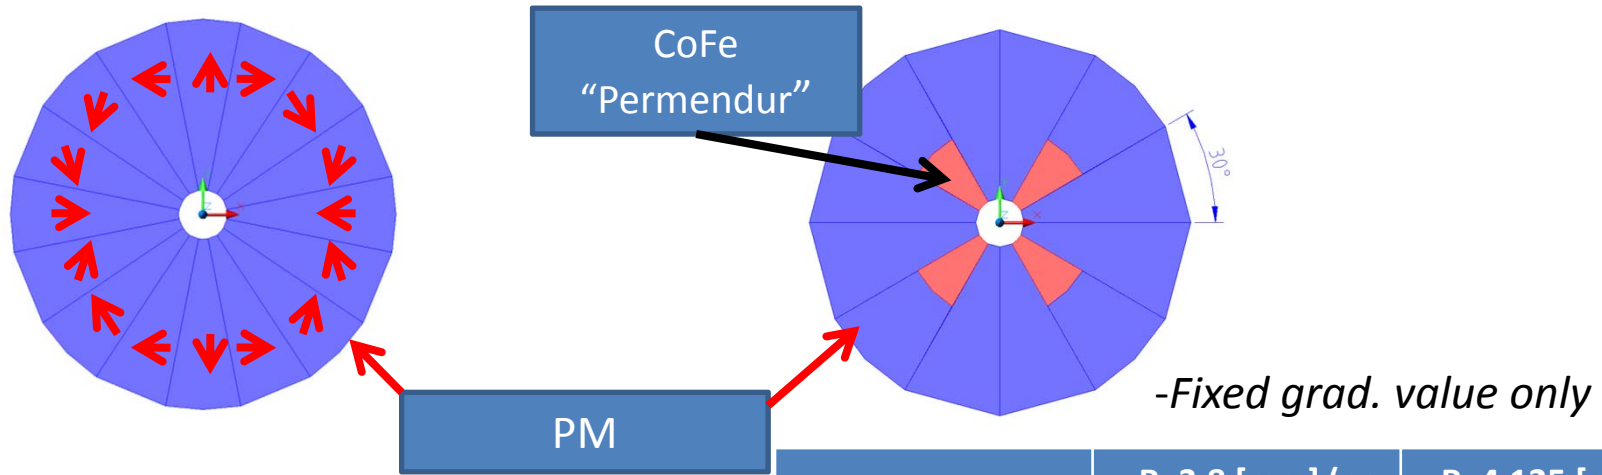 CoFe
“Permendur”
30°
-Fixed grad. value only
PM